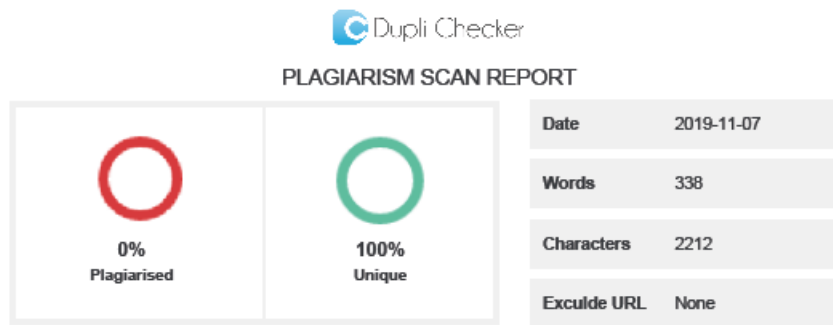 Dupli Checker
PLAGIARISM SCAN REPORT
0%
Plagiarised
100%
Unique
Date 2019-11-07
Words 338
Characters 2212
Exculde URL None